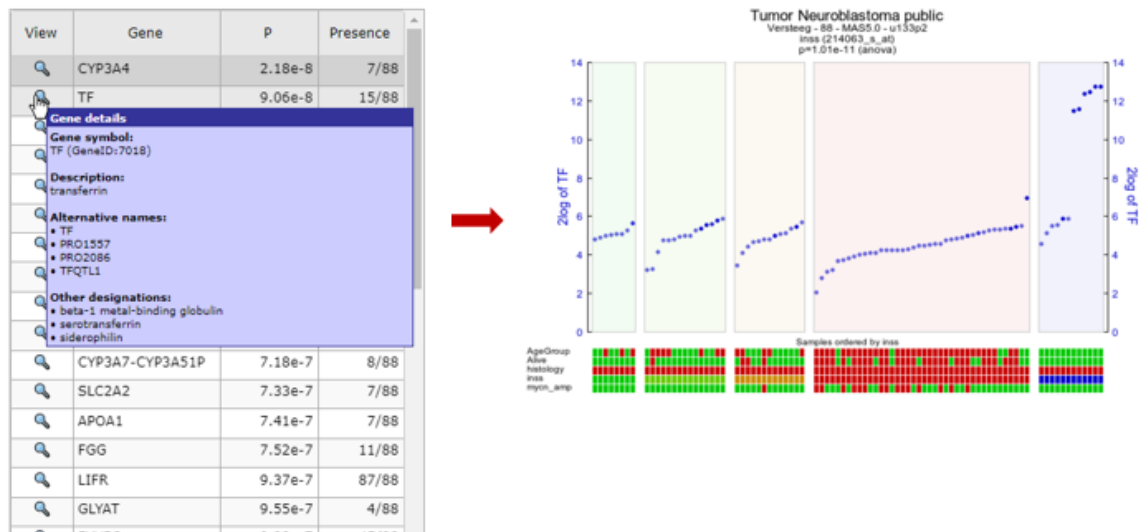 View Gene P Presence
CYP3A4 2.18e-8 7/88
TF 9.06e-8 15/88
Gene details
Gene symbol:
TF (GeneID:7018)
Description:
transferrin
Alternative names:
• TF
• PRO1557
• PRO2086
• TFQTL1
Other designations:
• beta-1 metal-binding globulin
• serotransferrin
• siderophilin
CYP3A7-CYP3A51P 7.18e-7 8/88
SLC2A2 7.33e-7 7/88
APOA1 7.41e-7 7/88
FGG 7.52e-7 11/88
LIFR 9.37e-7 87/88
GLYAT 9.55e-7 4/88
Tumor Neuroblastoma public
Versteeg - 88 - MAS5.0 - u133p2
inss (214063_s_at)
p=1.01e-11 (anova)
14 14
12 12
10 10
8 8
2log of TF
2log of TF
6 6
4 4
2 2
0 0
Samples ordered by inss
AgeGroup
Alive
histology
inss
mycn_amp